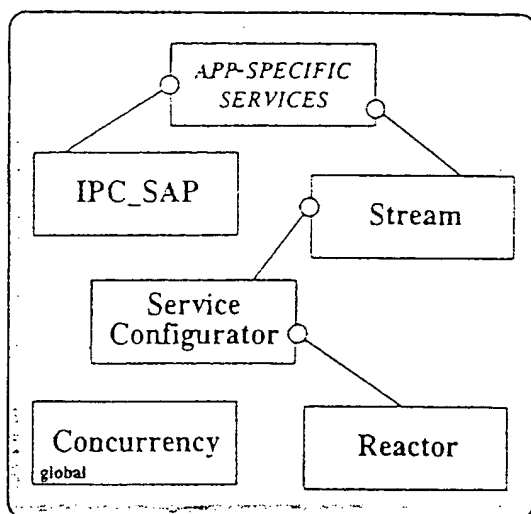 APP-SPECIFIC
SERVICES
IPC_SAP
Stream
Service
Configurator
Concurrency
global
Reactor